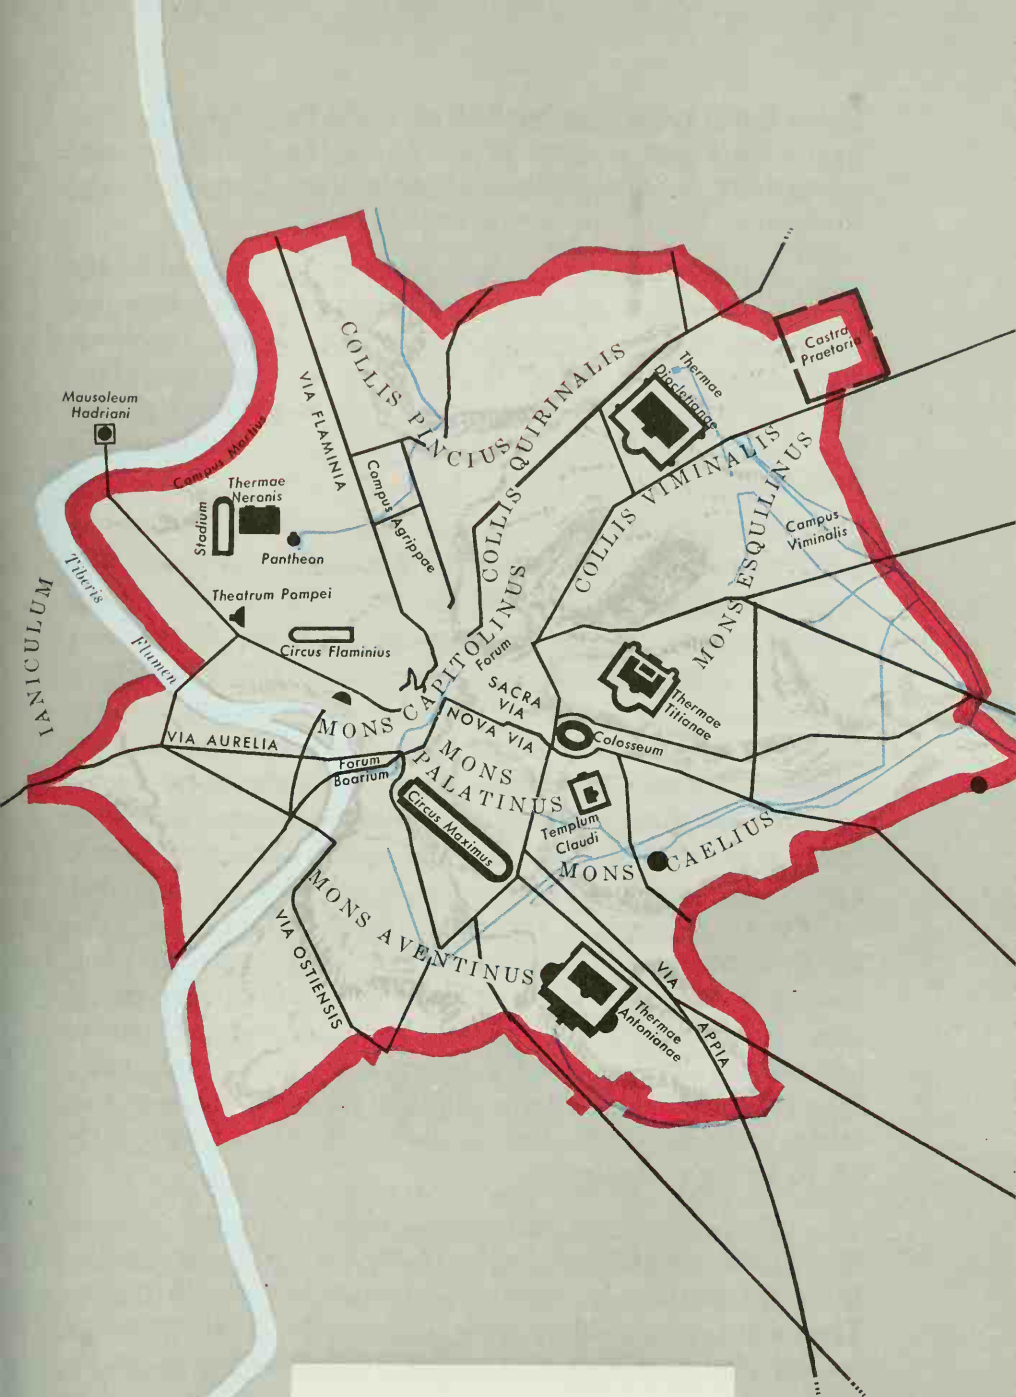 COLLIS PINCIUS
COLLIS QUIRINALIS
Castra
Praetoria
Thermae
Diocletianae
VIA FLAMINIA
Mausoleum
Hadriani
Campus Martius
Campus Agrippae
COLLIS VIMINALIS
MONS ESQUILINUS
Thermae
Neronis
Stadium
Pantheon
Campus
Viminalis
Tiberis
Flumen
IANICULUM
Theatrum Pompei
Circus Flaminius
MONS CAPITOLINUS
Forum
SACRA
VIA
Thermae
Titianae
NOVA VIA
Colosseum
VIA AURELIA
Forum
Boarium
MONS
PALATINUS
Circus Maximus
Templum
Claudi
MONS CAELIUS
MONS AVENTINUS
VIA OSTIENSIS
VIA APPIA
Thermae
Antonianae